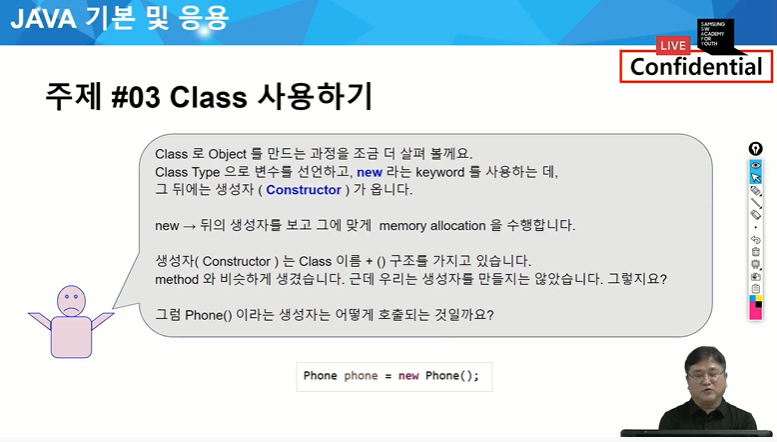 JAVA 기본 및 응용
SAMSUNG
SW
ACADEMY
FOR
YOUTH
LIVE
Confidential
주제 #03 Class 사용하기
Class 로 Object 를 만드는 과정을 조금 더 살펴 볼께요.
Class Type 으로 변수를 선언하고, new 라는 keyword 를 사용하는 데,
그 뒤에는 생성자 ( Constructor ) 가 옵니다.
new → 뒤의 생성자를 보고 그에 맞게 memory allocation 을 수행합니다.
생성자( Constructor ) 는 Class 이름 + () 구조를 가지고 있습니다.
method 와 비슷하게 생겼습니다. 근데 우리는 생성자를 만들지는 않았습니다. 그렇지요?
그럼 Phone() 이라는 생성자는 어떻게 호출되는 것일까요?
Phone phone = new Phone();